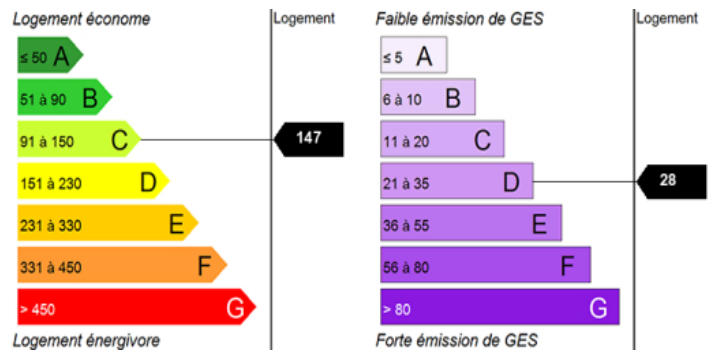 Logement économe
Logement
≤ 50 A
51 à 90 B
91 à 150 C
147
151 à 230 D
231 à 330 E
331 à 450 F
> 450 G
Logement énergivore
Faible émission de GES
Logement
≤ 5 A
6 à 10 B
11 à 20 C
21 à 35 D
28
36 à 55 E
56 à 80 F
> 80 G
Forte émission de GES